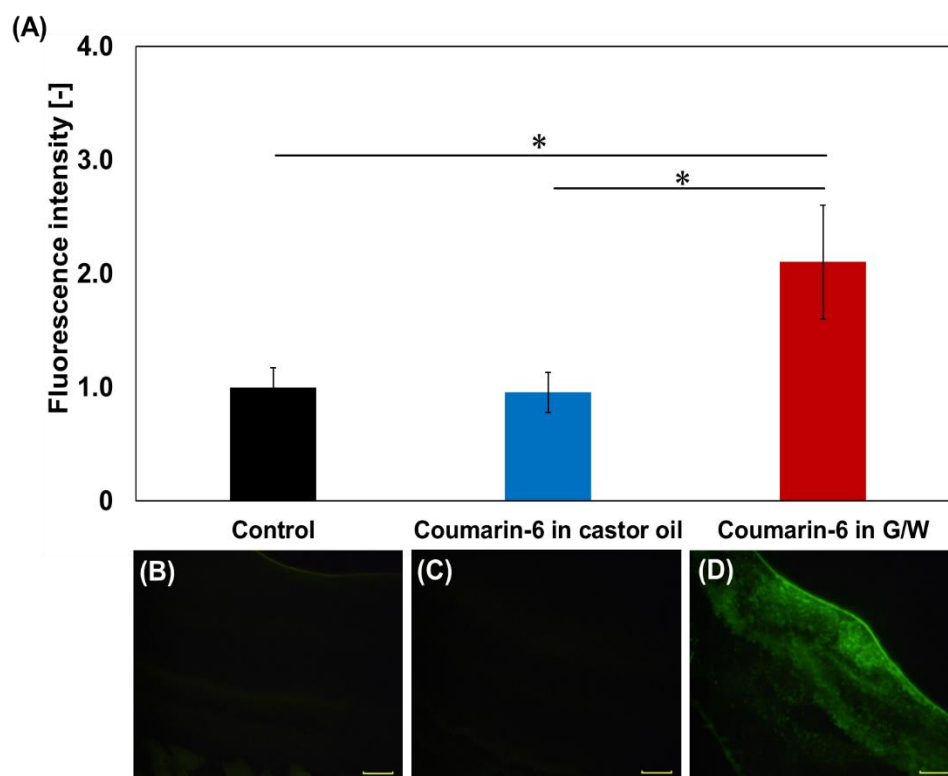 (A)
Fluorescence intensity [-]
4.0
3.0
2.0
1.0
0
*
*
Control
Coumarin-6 in castor oil
Coumarin-6 in G/W
(B)
(C)
(D)